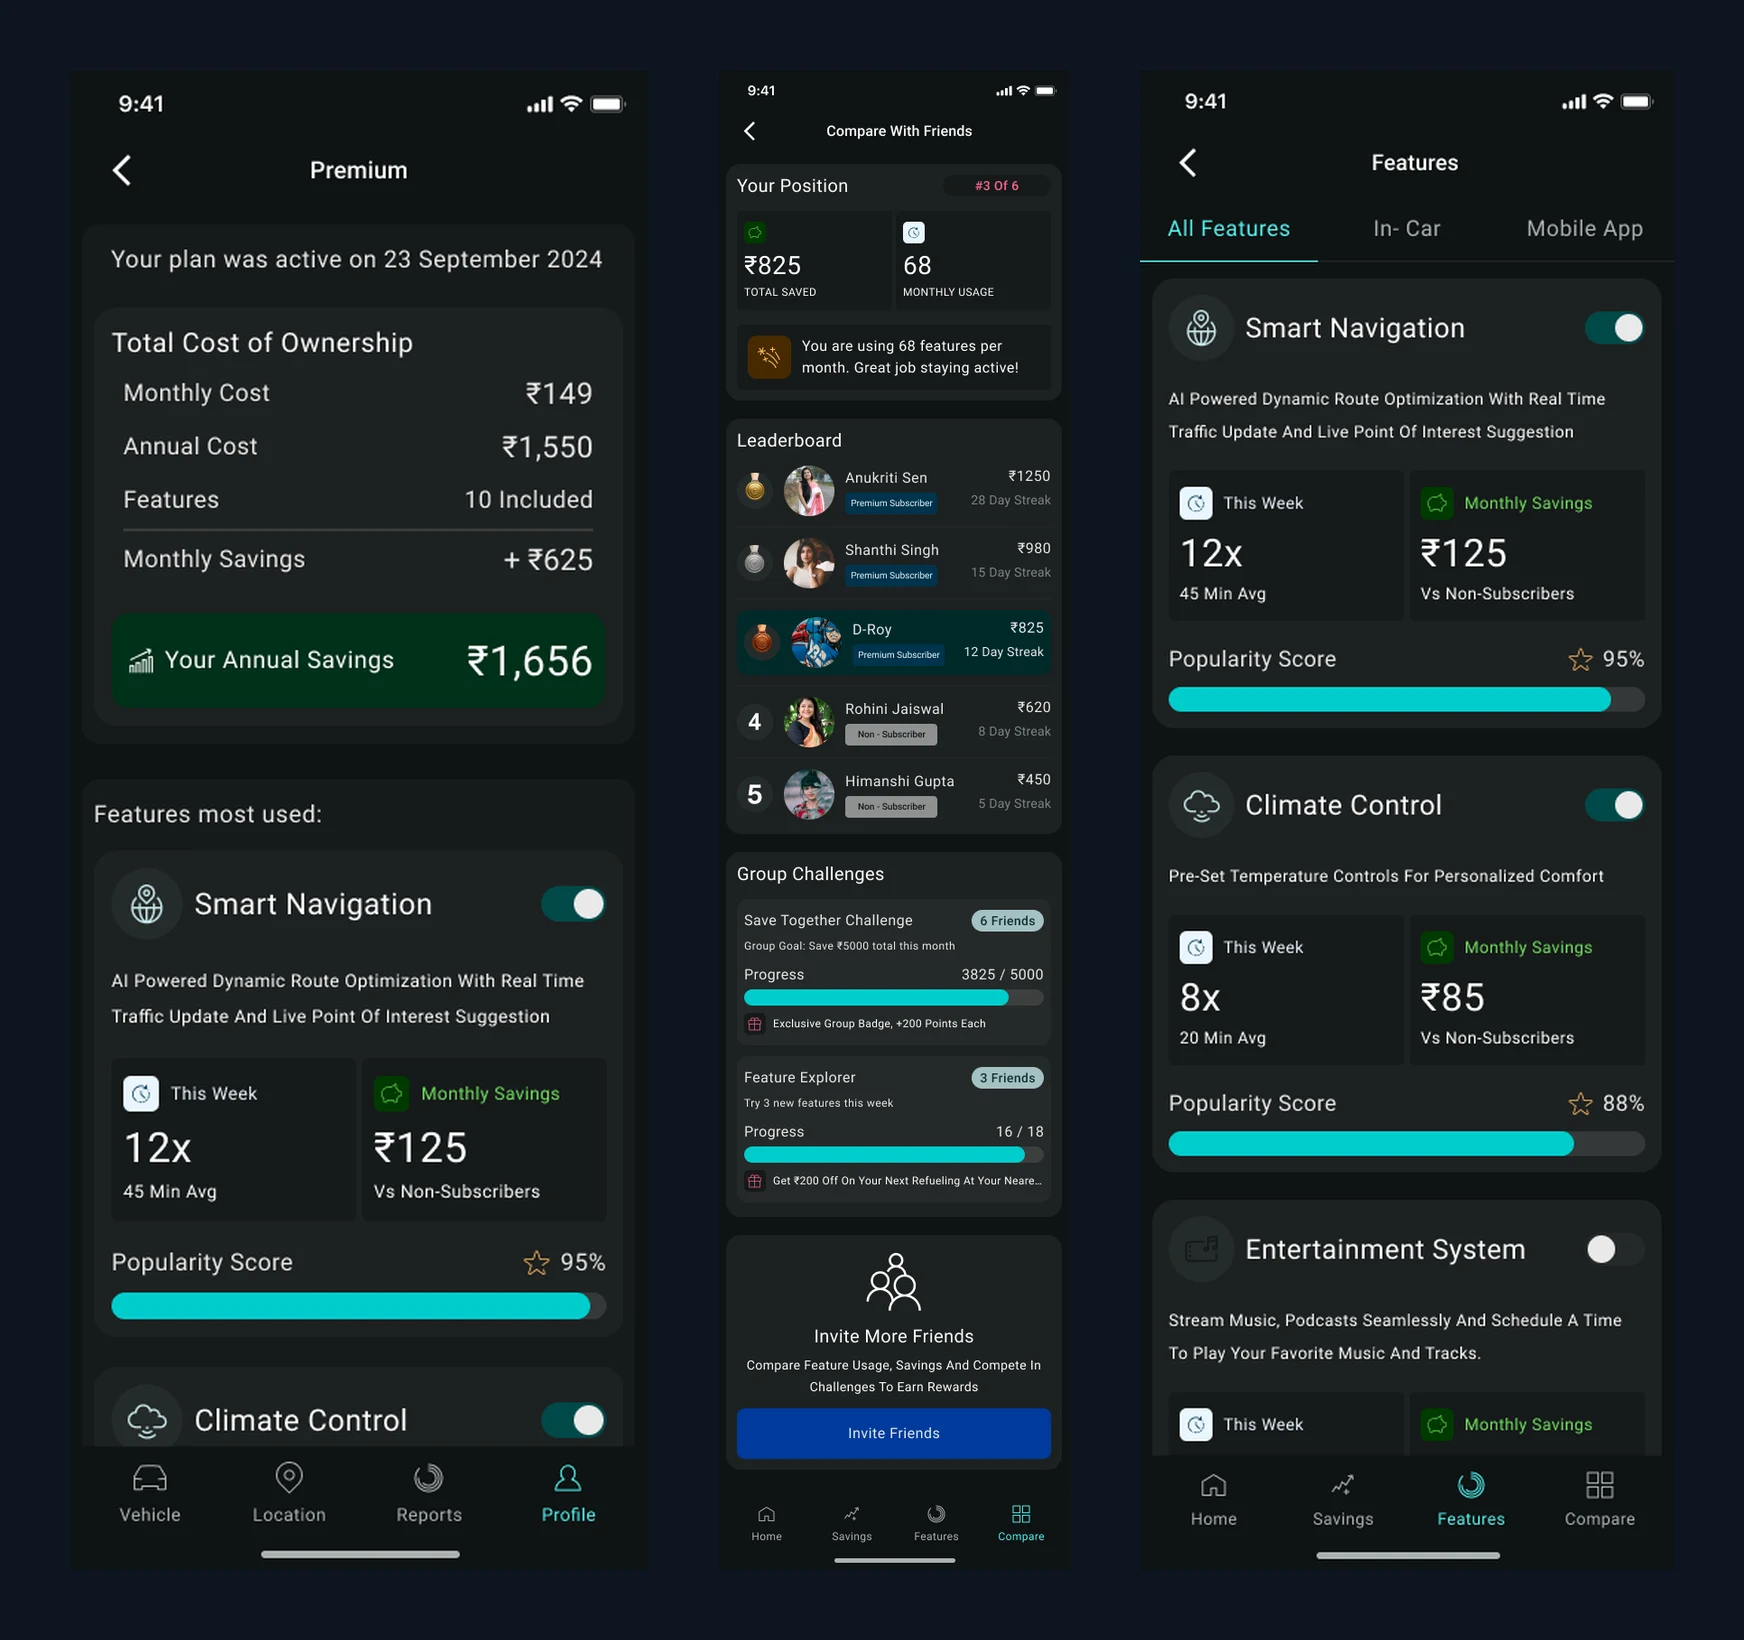 9:41
Premium
Your plan was active on 23 September 2024
Total Cost of Ownership
Monthly Cost ₹149
Annual Cost ₹1,550
Features 10 Included
Monthly Savings + ₹625
Your Annual Savings ₹1,656
Features most used:
Smart Navigation
AI Powered Dynamic Route Optimization With Real Time
Traffic Update And Live Point Of Interest Suggestion
This Week
12x
45 Min Avg
Monthly Savings
₹125
Vs Non-Subscribers
Popularity Score 95%
Climate Control
Vehicle Location Reports Profile
9:41
Compare With Friends
Your Position #3 Of 6
₹825
TOTAL SAVED
68
MONTHLY USAGE
You are using 68 features per
month. Great job staying active!
Leaderboard
Anukriti Sen ₹1250
Premium Subscriber 28 Day Streak
Shanthi Singh ₹980
Premium Subscriber 15 Day Streak
D-Roy ₹825
Premium Subscriber 12 Day Streak
4 Rohini Jaiswal ₹620
Non - Subscriber 8 Day Streak
5 Himanshi Gupta ₹450
Non - Subscriber 5 Day Streak
Group Challenges
Save Together Challenge 6 Friends
Group Goal: Save ₹5000 total this month
Progress 3825 / 5000
Exclusive Group Badge, +200 Points Each
Feature Explorer 3 Friends
Try 3 new features this week
Progress 16 / 18
Get ₹200 Off On Your Next Refueling At Your Neare...
Invite More Friends
Compare Feature Usage, Savings And Compete In
Challenges To Earn Rewards
Invite Friends
Home Savings Features Compare
9:41
Features
All Features In- Car Mobile App
Smart Navigation
AI Powered Dynamic Route Optimization With Real Time
Traffic Update And Live Point Of Interest Suggestion
This Week
12x
45 Min Avg
Monthly Savings
₹125
Vs Non-Subscribers
Popularity Score 95%
Climate Control
Pre-Set Temperature Controls For Personalized Comfort
This Week
8x
20 Min Avg
Monthly Savings
₹85
Vs Non-Subscribers
Popularity Score 88%
Entertainment System
Stream Music, Podcasts Seamlessly And Schedule A Time
To Play Your Favorite Music And Tracks.
This Week
Monthly Savings
Home Savings Features Compare